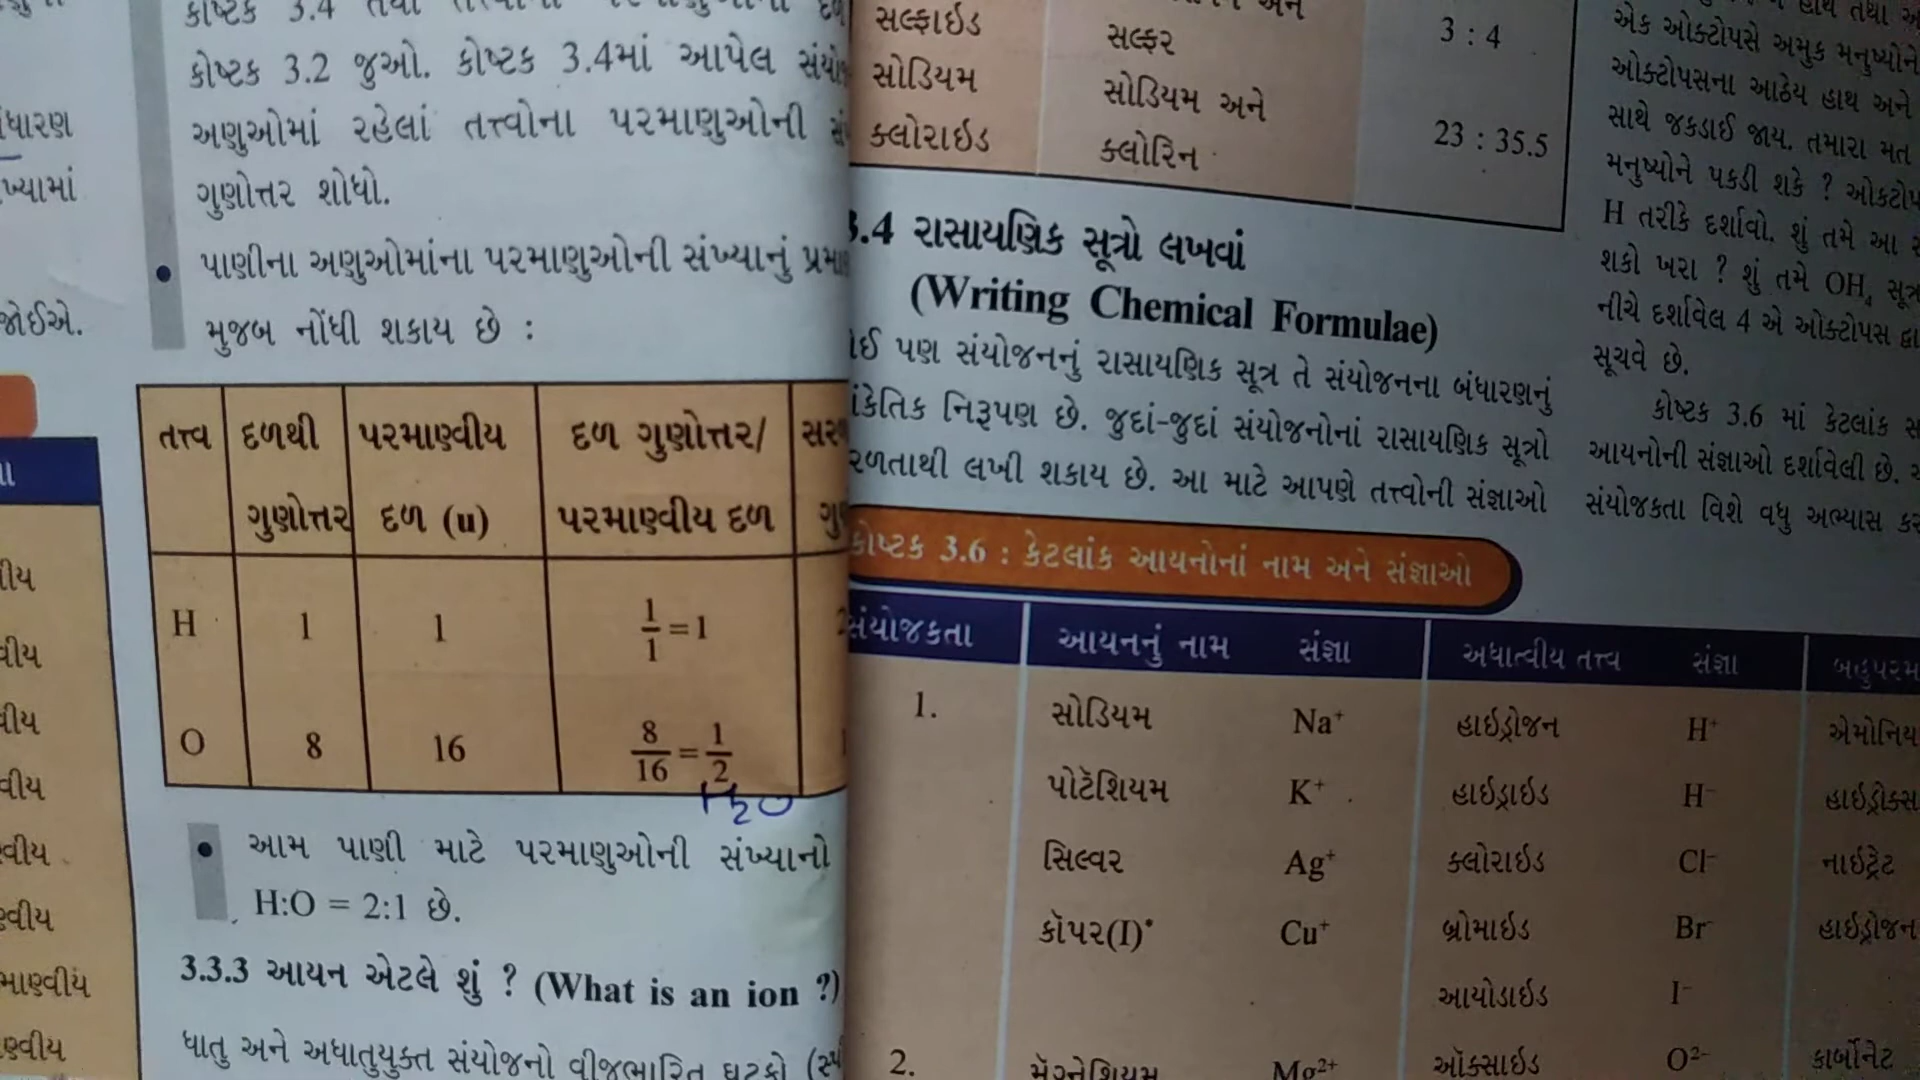 કોષ્ટક 3.2 જુઓ. કોષ્ટક 3.4માં આપેલ
અણુઓમાં રહેલાં તત્ત્વોના પરમાણુઓની
ગુણોત્તર શોધો.
• પાણીના અણુઓમાંના પરમાણુઓની સંખ્યાનું
મુજબ નોંધી શકાય છે :
તત્ત્વ દળથી પરમાણ્વીય દળ ગુણોત્તર/
ગુણોત્તર દળ (u) પરમાણ્વીય દળ
H 1 1 1/1 = 1
O 8 16 8/16 = 1/2
H2O
• આમ પાણી માટે પરમાણુઓની સંખ્યાનો
H:O = 2:1 છે.
3.3.3 આયન એટલે શું ? (What is an ion ?)
ધાતુ અને અધાતુયુક્ત સંયોજનો વીજભારિત ઘટકો
સલ્ફાઇડ સલ્ફર 3 : 4
સોડિયમ સોડિયમ અને
ક્લોરાઇડ ક્લોરિન 23 : 35.5
3.4 રાસાયણિક સૂત્રો લખવાં
(Writing Chemical Formulae)
પણ સંયોજનનું રાસાયણિક સૂત્ર તે સંયોજનના બંધારણનું
નિરૂપણ છે. જુદાં-જુદાં સંયોજનોનાં રાસાયણિક સૂત્રો
લખી શકાય છે. આ માટે આપણે તત્ત્વોની સંજ્ઞાઓ
એક ઓક્ટોપસે અમુક મનુષ્યોને
ઓક્ટોપસના આઠેય હાથ અને
સાથે જકડાઈ જાય. તમારા મત
મનુષ્યોને પકડી શકે ?
H તરીકે દર્શાવો. શું તમે આ
શકો ખરા ? શું તમે OH4 સૂત્ર
નીચે દર્શાવેલ 4 એ ઓક્ટોપસ
સૂચવે છે.
કોષ્ટક 3.6 માં કેટલાંક
આયનોની સંજ્ઞાઓ દર્શાવેલી છે.
સંયોજકતા વિશે વધુ અભ્યાસ
કોષ્ટક 3.6 : કેટલાંક આયનોનાં નામ અને સંજ્ઞાઓ
સંયોજકતા આયનનું નામ સંજ્ઞા અધાત્વીય તત્ત્વ સંજ્ઞા
1. સોડિયમ Na+ હાઇડ્રોજન H+
પોટૅશિયમ K+ હાઇડ્રાઇડ H-
સિલ્વર Ag+ ક્લોરાઇડ Cl- નાઇટ્રેટ
કૉપર(I)* Cu+ બ્રોમાઇડ Br- હાઇડ્રોજન
આયોડાઇડ I-
2. મૅગ્નેશિયમ Mg2+ ઑક્સાઇડ O2- કાર્બોનેટ